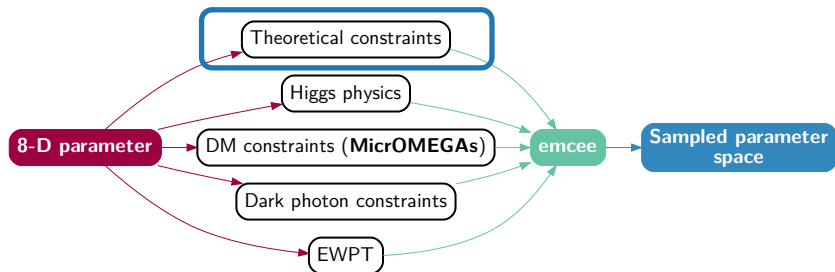 Theoretical constraints
Higgs physics
8-D parameter
DM constraints (MicrOMEGAs)
emcee
Sampled parameter
space
Dark photon constraints
EWPT